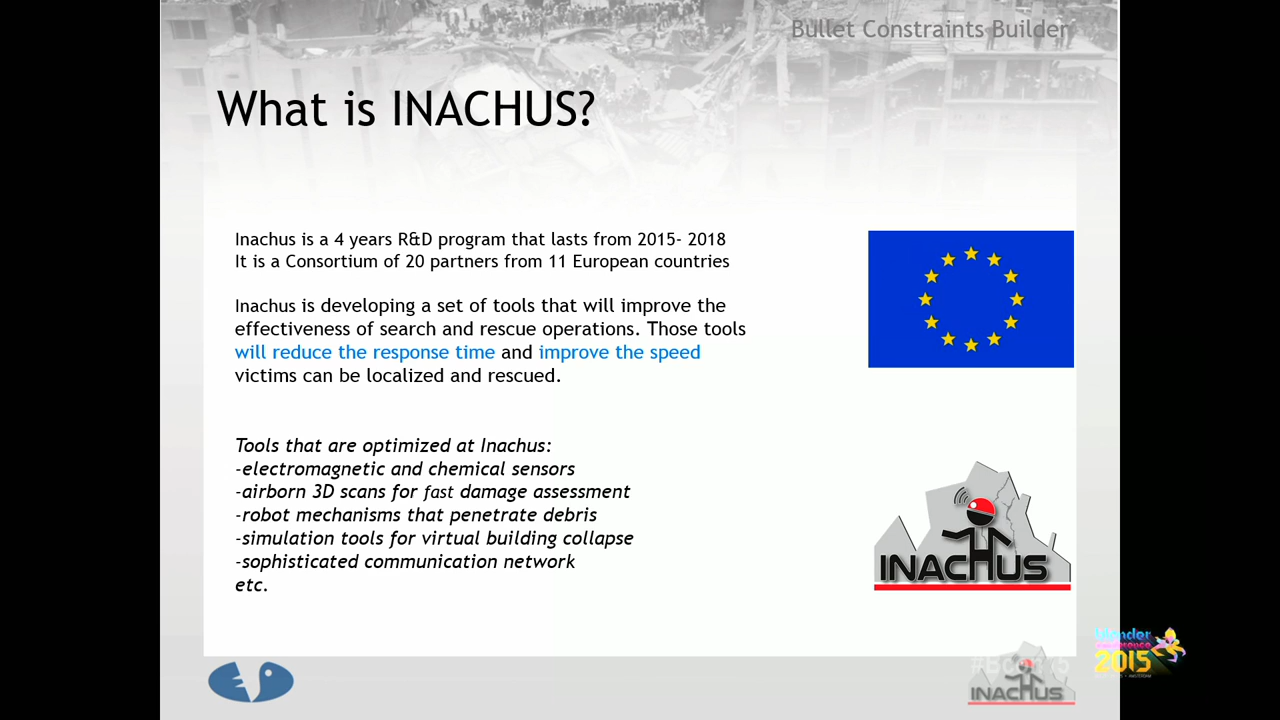 Bullet Constraints Builder
What is INACHUS?
Inachus is a 4 years R&D program that lasts from 2015- 2018
It is a Consortium of 20 partners from 11 European countries
Inachus is developing a set of tools that will improve the
effectiveness of search and rescue operations. Those tools
will reduce the response time and improve the speed
victims can be localized and rescued.
Tools that are optimized at Inachus:
-electromagnetic and chemical sensors
-airborn 3D scans for fast damage assessment
-robot mechanisms that penetrate debris
-simulation tools for virtual building collapse
-sophisticated communication network
etc.
INACHUS
INACHUS
blender
conference
2015